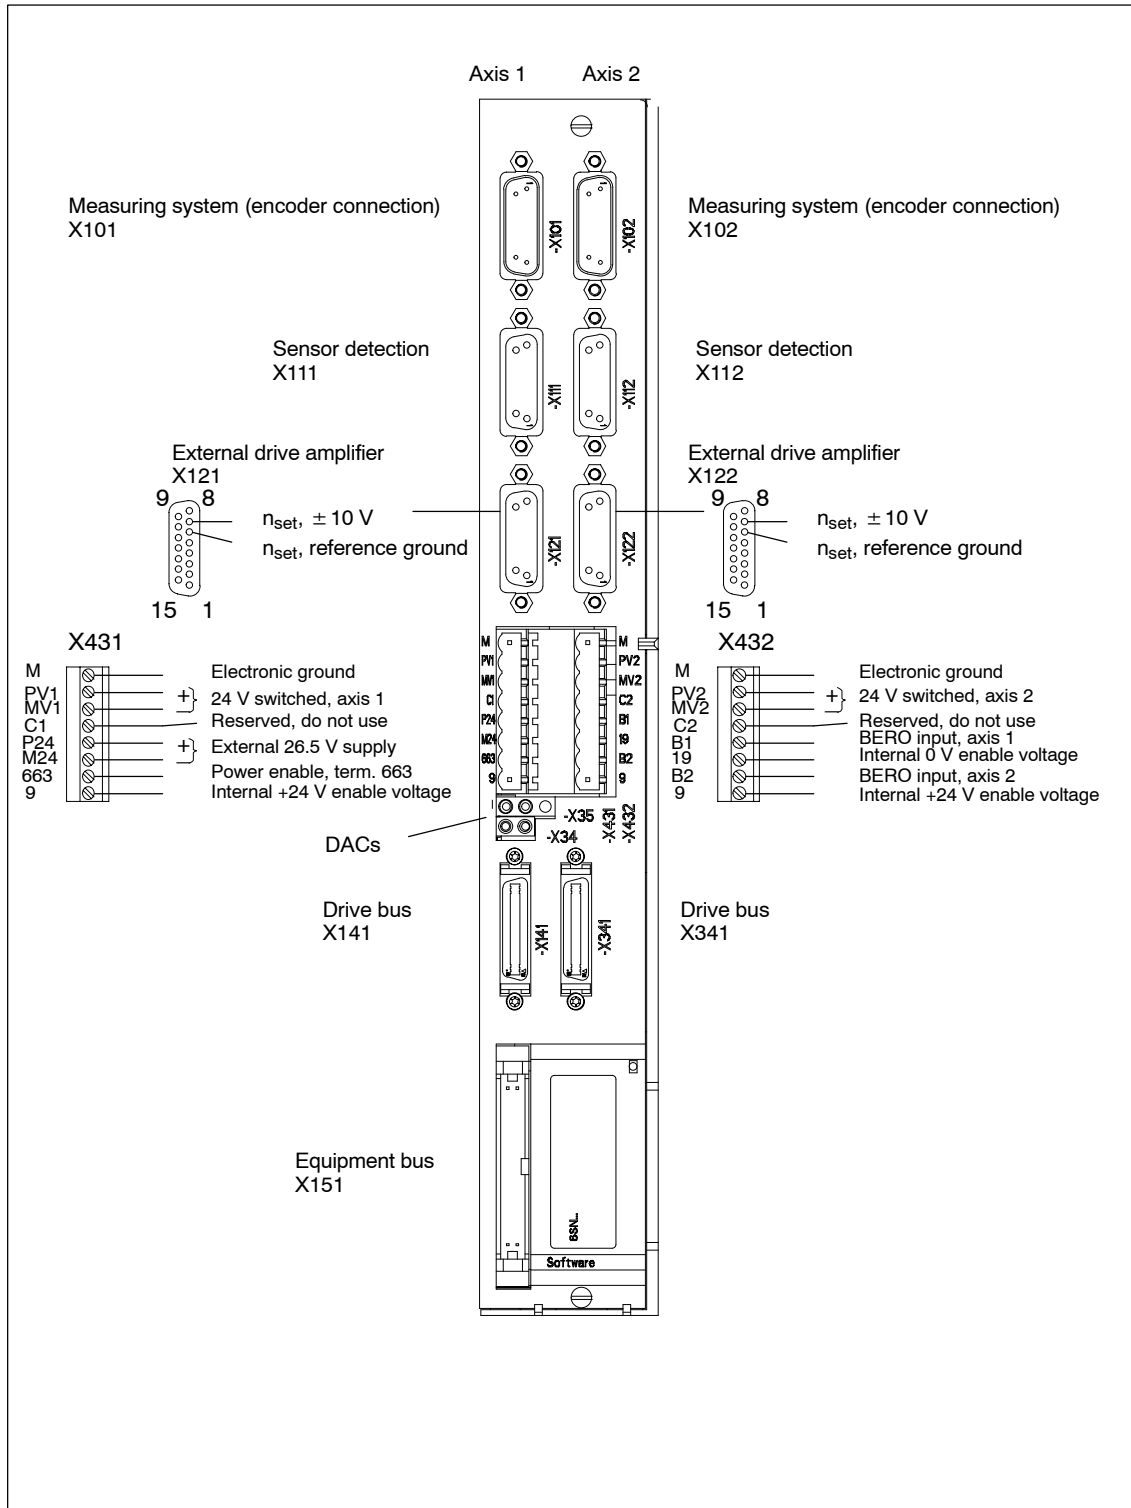 Axis 1 Axis 2
Measuring system (encoder connection)
X101
Measuring system (encoder connection)
X102
-X101
-X102
Sensor detection
X111
Sensor detection
X112
-X111
-X112
External drive amplifier
X121
9 8
nset, ± 10 V
nset, reference ground
15 1
External drive amplifier
X122
9 8
nset, ± 10 V
nset, reference ground
15 1
-X121
-X122
X431
M Electronic ground
PV1
MV1
+ 24 V switched, axis 1
C1 Reserved, do not use
P24
M24
+ External 26.5 V supply
663 Power enable, term. 663
9 Internal +24 V enable voltage
M
PV1
MV1
C1
P24
M24
663
9
M
PV2
MV2
C2
B1
19
B2
9
X432
M Electronic ground
PV2
MV2
+ 24 V switched, axis 2
C2 Reserved, do not use
B1 BERO input, axis 1
19 Internal 0 V enable voltage
B2 BERO input, axis 2
9 Internal +24 V enable voltage
-X35
-X34
-X431
-X432
DACs
Drive bus
X141
-X141
-X341
Drive bus
X341
Equipment bus
X151
6SN..
Software